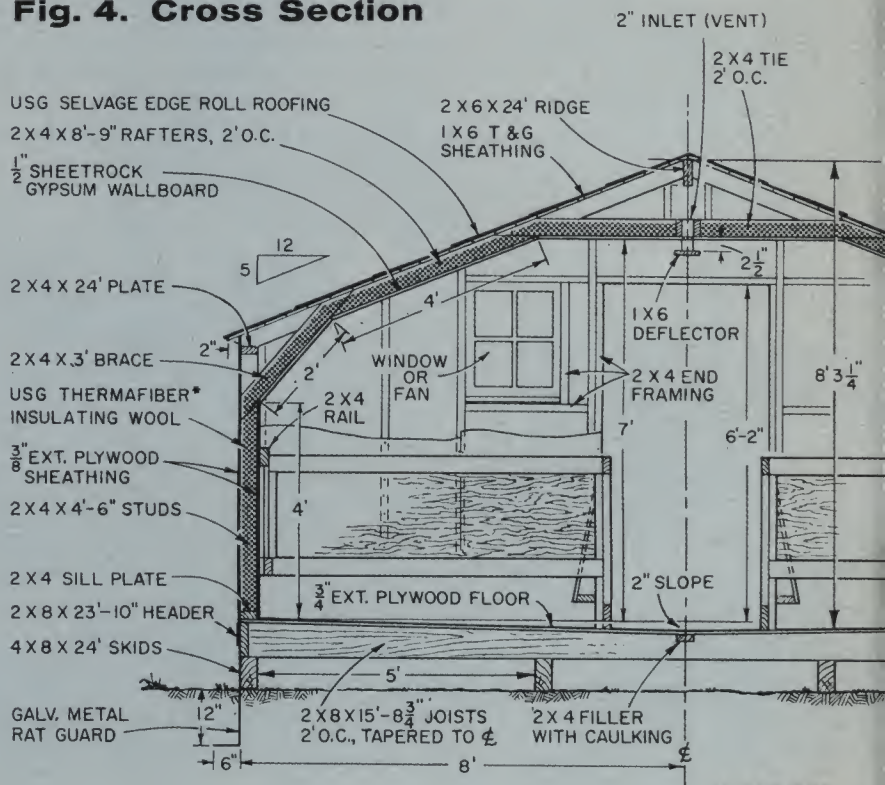 Fig. 4. Cross Section
2" INLET (VENT)
2 X 4 TIE
2' O.C.
USG SELVAGE EDGE ROLL ROOFING
2 X 4 X 8'-9" RAFTERS, 2' O.C.
1/2" SHEETROCK
GYPSUM WALLBOARD
2 X 6 X 24' RIDGE
1 X 6 T & G
SHEATHING
12
5
2 X 4 X 24' PLATE
2"
2 X 4 X 3' BRACE
USG THERMAFIBER*
INSULATING WOOL
3/8" EXT. PLYWOOD
SHEATHING
2 X 4 X 4'-6" STUDS
2 X 4 SILL PLATE
2 X 8 X 23'-10" HEADER
4 X 8 X 24' SKIDS
GALV. METAL
RAT GUARD
4'
2'
2 X 4
RAIL
4'
WINDOW
OR
FAN
2 1/2"
1 X 6
DEFLECTOR
2 X 4 END
FRAMING
7'
6'-2"
8' 3 1/4"
3/4" EXT. PLYWOOD FLOOR
2" SLOPE
5'
12"
6"
2 X 8 X 15'-8 3/4" JOISTS
2' O.C., TAPERED TO ℄
2 X 4 FILLER
WITH CAULKING
℄
8'